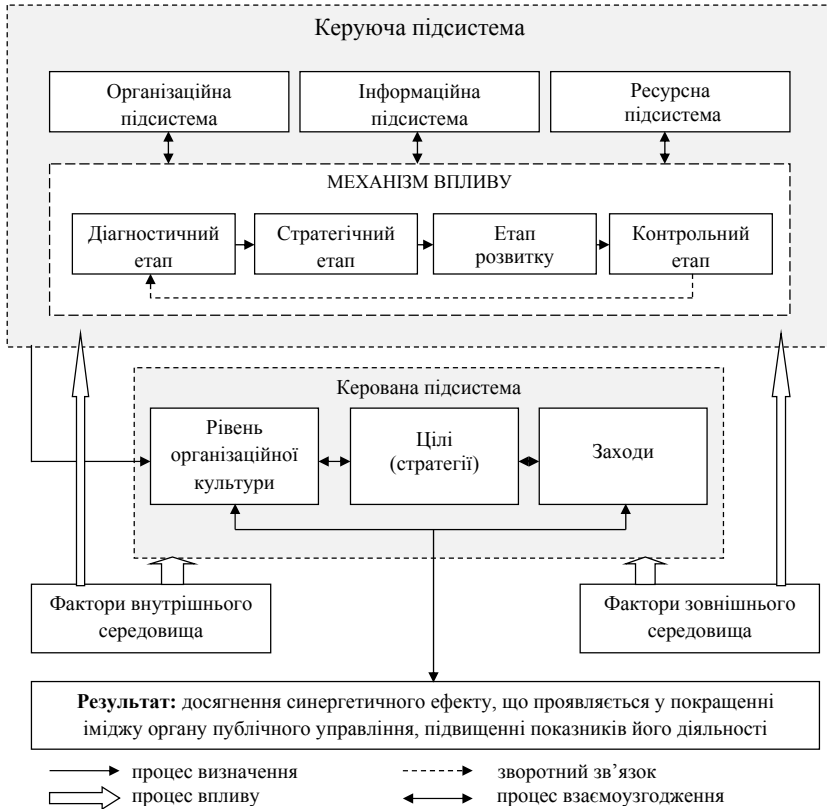 Керуюча підсистема
Організаційна
підсистема
Інформаційна
підсистема
Ресурсна
підсистема
МЕХАНІЗМ ВПЛИВУ
Діагностичний
етап
Стратегічний
етап
Етап
розвитку
Контрольний
етап
Керована підсистема
Рівень
організаційної
культури
Цілі
(стратегії)
Заходи
Фактори внутрішнього
середовища
Фактори зовнішнього
середовища
Результат: досягнення синергетичного ефекту, що проявляється у покращенні
іміджу органу публічного управління, підвищенні показників його діяльності
процес визначення
зворотний зв’язок
процес впливу
процес взаємоузгодження